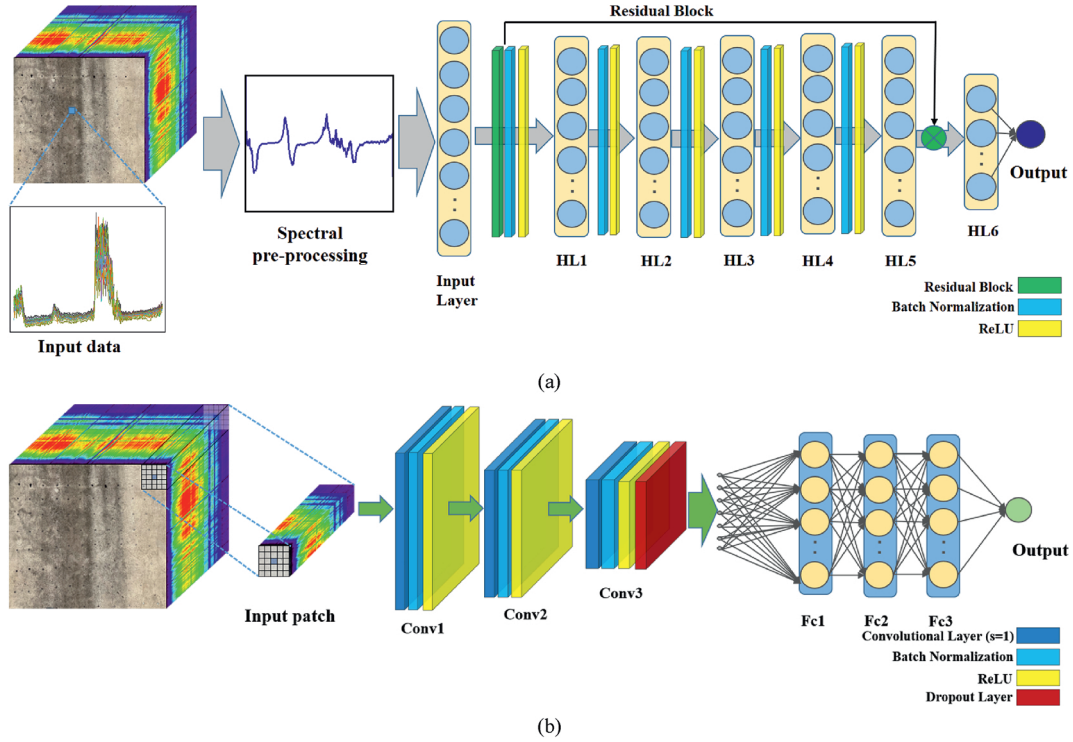 Residual Block
Output
Spectral
pre-processing
Input
Layer
HL1
HL2
HL3
HL4
HL5
HL6
Input data
Residual Block
Batch Normalization
ReLU
(a)
Input patch
Conv1
Conv2
Conv3
Fc1
Fc2
Fc3
Output
Convolutional Layer (s=1)
Batch Normalization
ReLU
Dropout Layer
(b)